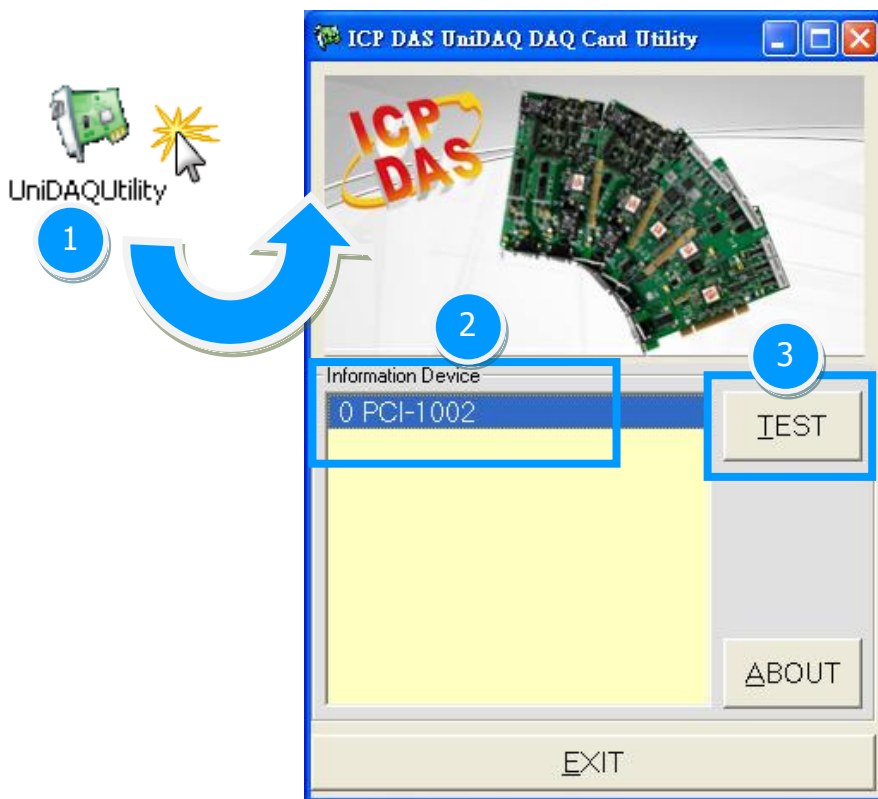 ICP DAS UniDAQ DAQ Card Utility
ICP
DAS
UniDAQUtility
1
2
3
Information Device
0 PCI-1002
TEST
ABOUT
EXIT